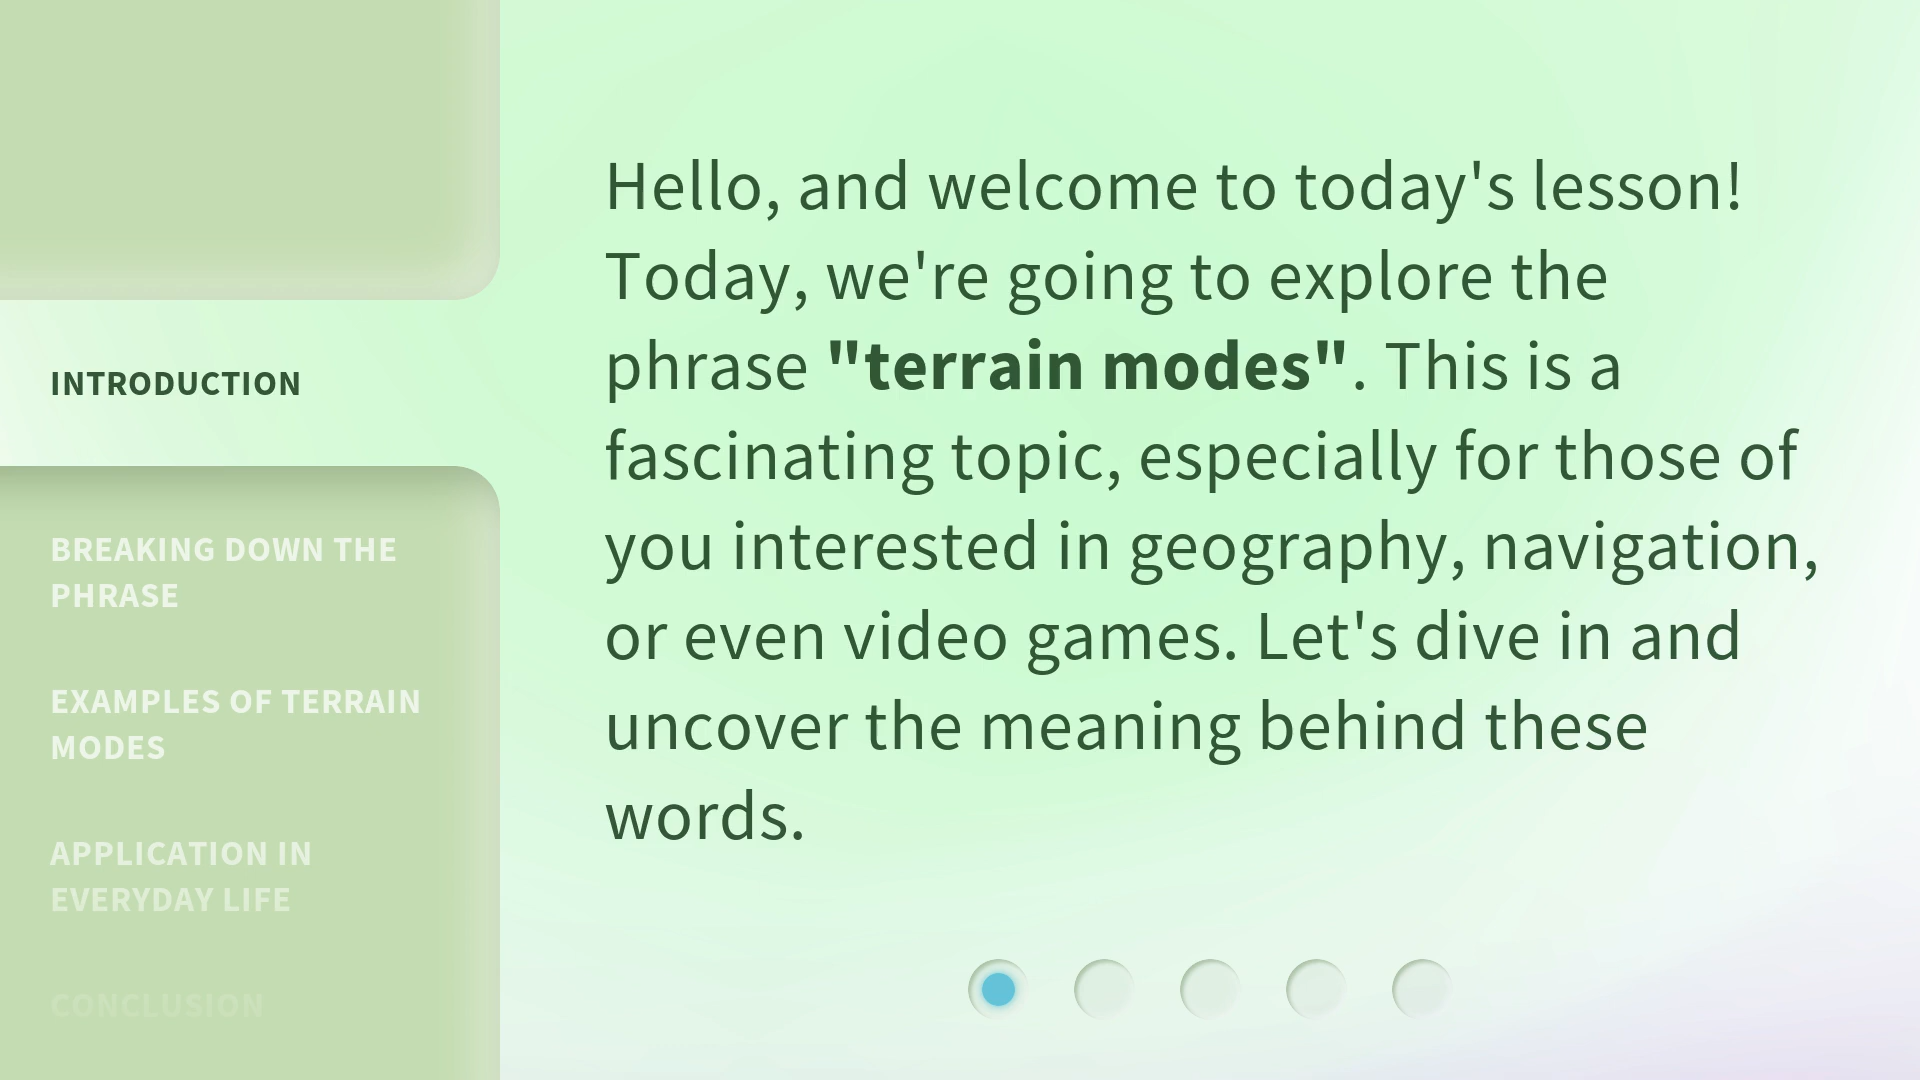 INTRODUCTION
BREAKING DOWN THE
PHRASE
EXAMPLES OF TERRAIN
MODES
APPLICATION IN
EVERYDAY LIFE
CONCLUSION
Hello, and welcome to today's lesson!
Today, we're going to explore the
phrase "terrain modes". This is a
fascinating topic, especially for those of
you interested in geography, navigation,
or even video games. Let's dive in and
uncover the meaning behind these
words.